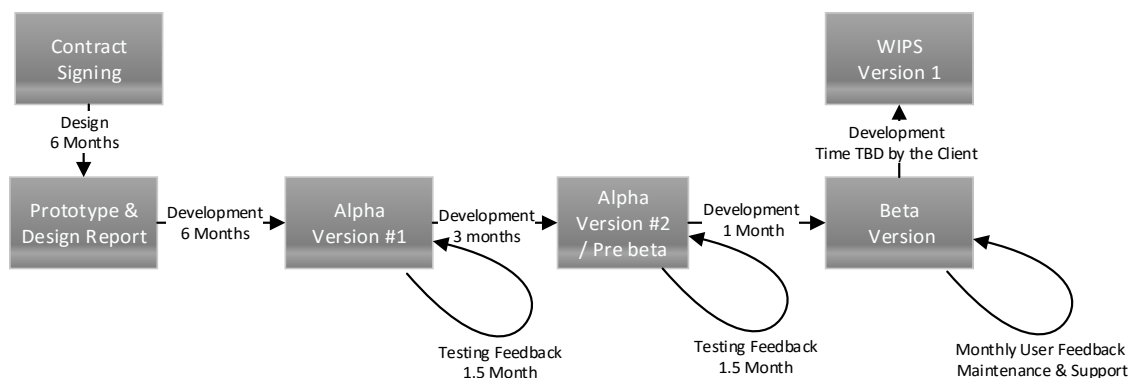 Contract
Signing
WIPS
Version 1
Design
6 Months
Development
Time TBD by the Client
Prototype &
Design Report
Development
6 Months
Alpha
Version #1
Development
3 months
Alpha
Version #2
/ Pre beta
Development
1 Month
Beta
Version
Testing Feedback
1.5 Month
Testing Feedback
1.5 Month
Monthly User Feedback
Maintenance & Support